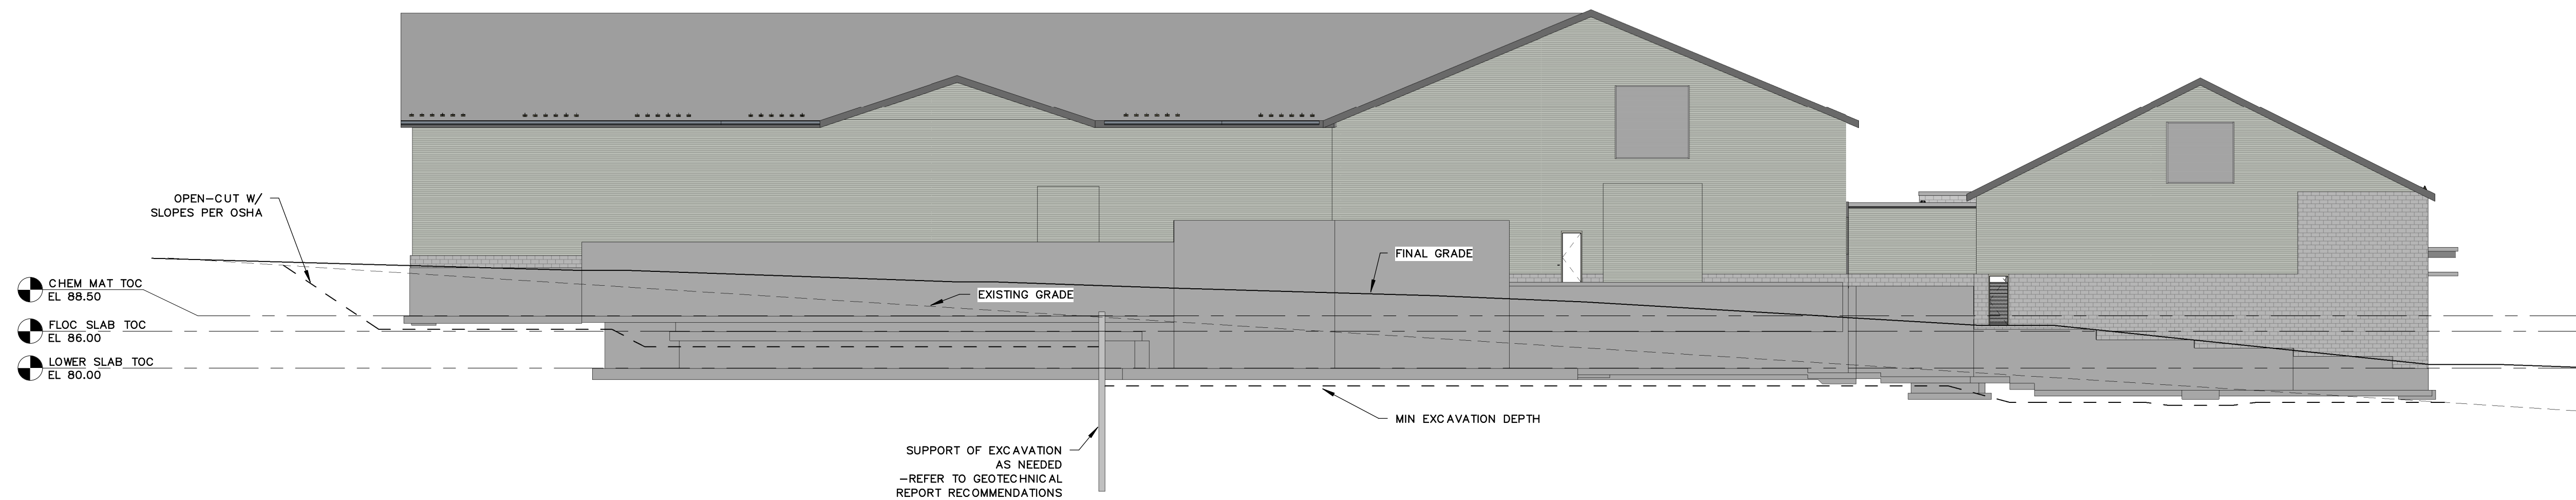 OPEN-CUT W/
SLOPES PER OSHA
CHEM MAT TOC
EL 88.50
FLOC SLAB TOC
EL 86.00
LOWER SLAB TOC
EL 80.00
EXISTING GRADE
FINAL GRADE
MIN EXCAVATION DEPTH
SUPPORT OF EXCAVATION
AS NEEDED
-REFER TO GEOTECHNICAL
REPORT RECOMMENDATIONS